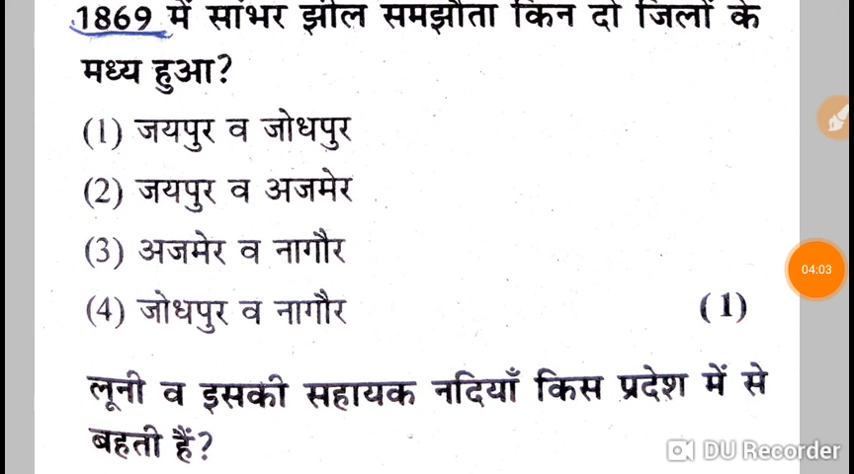 1869 में सांभर झील समझौता किन दो जिलों के
मध्य हुआ?
(1) जयपुर व जोधपुर
(2) जयपुर व अजमेर
(3) अजमेर व नागौर
04:03
(4) जोधपुर व नागौर (1)
लूनी व इसकी सहायक नदियाँ किस प्रदेश में से
बहती हैं?
DU Recorder